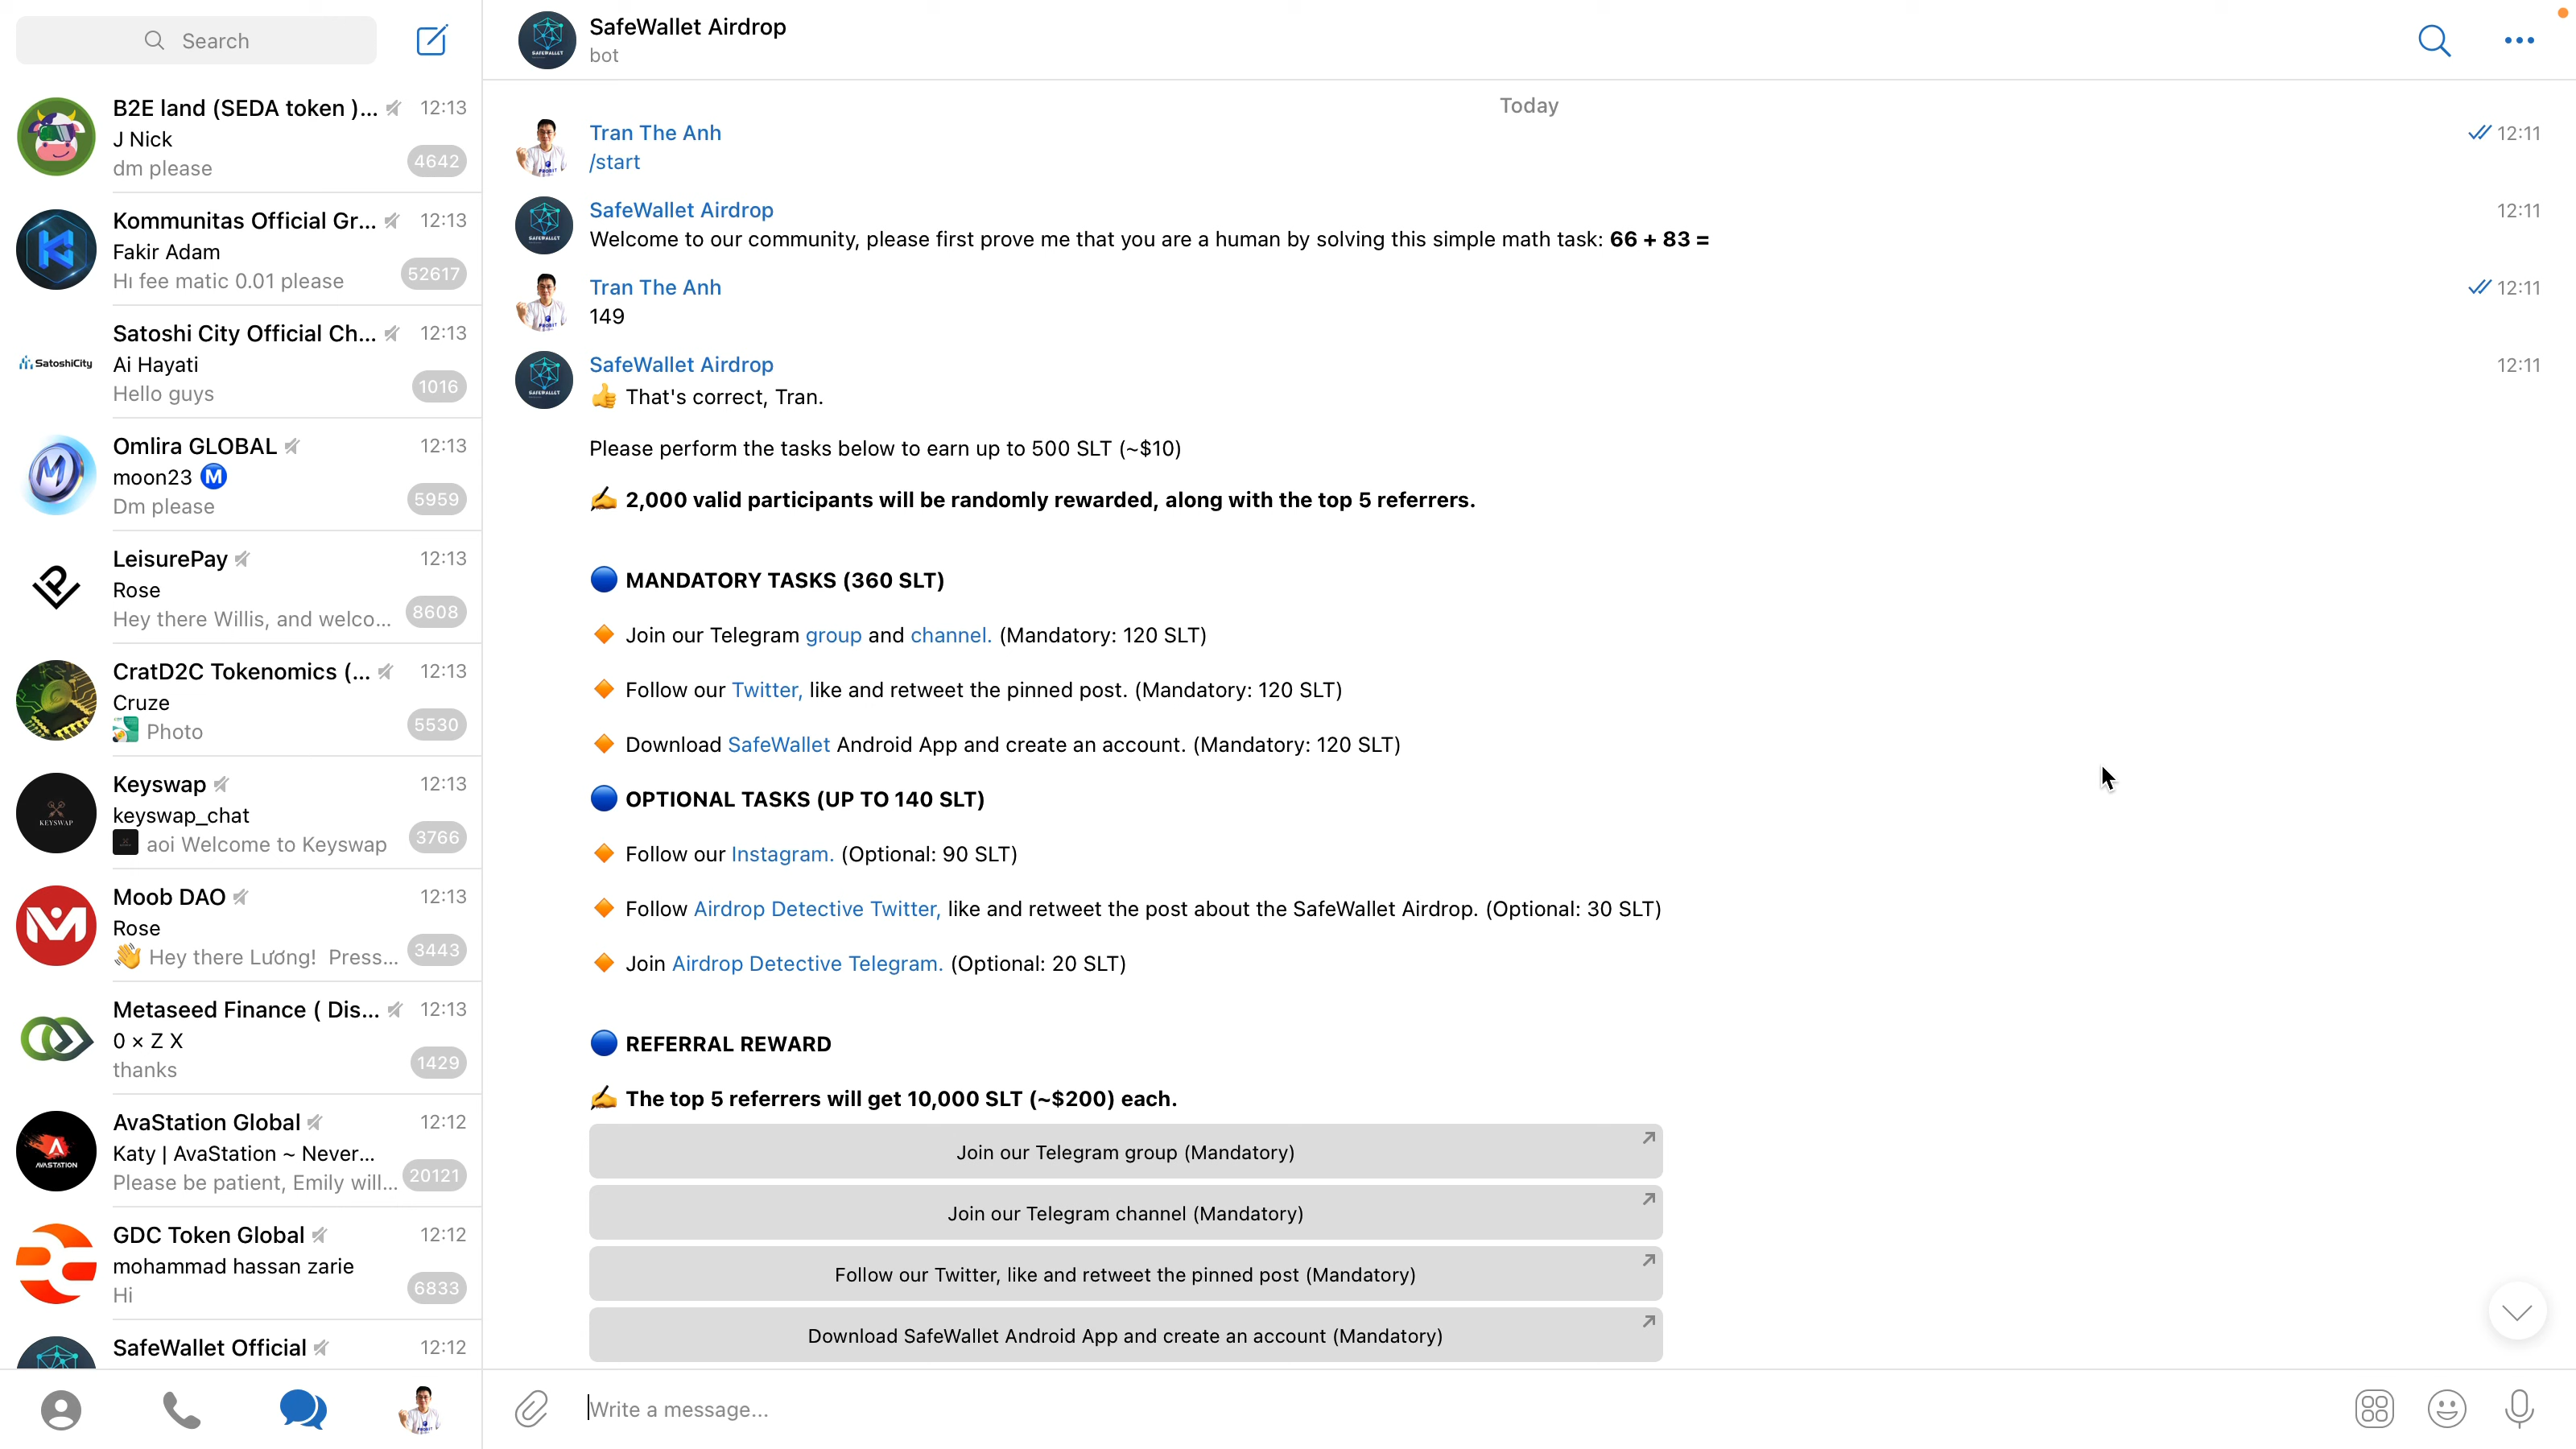 Search
B2E land (SEDA token )... 12:13
J Nick
dm please 4642
Kommunitas Official Gr... 12:13
Fakir Adam
Hı fee matic 0.01 please 52617
Satoshi City Official Ch... 12:13
SatoshiCity
Ai Hayati
Hello guys 1016
Omlira GLOBAL 12:13
moon23 Ⓜ️
Dm please 5959
LeisurePay 12:13
Rose
Hey there Willis, and welco... 8608
CratD2C Tokenomics (... 12:13
Cruze
Photo 5530
Keyswap 12:13
KEYSWAP
keyswap_chat
aoi Welcome to Keyswap 3766
Moob DAO 12:13
Rose
👋 Hey there Lương! Press... 3443
Metaseed Finance ( Dis... 12:13
0 × Z X
thanks 1429
AvaStation Global 12:12
AVASTATION
Katy | AvaStation ~ Never...
Please be patient, Emily will... 20121
GDC Token Global 12:12
mohammad hassan zarie
Hi 6833
SafeWallet Official 12:12
SAFEWALLET
SafeWallet Airdrop
bot
Today
Tran The Anh 12:11
/start
SafeWallet Airdrop 12:11
SAFEWALLET
Welcome to our community, please first prove me that you are a human by solving this simple math task: 66 + 83 =
Tran The Anh 12:11
149
SafeWallet Airdrop 12:11
SAFEWALLET
👍 That's correct, Tran.
Please perform the tasks below to earn up to 500 SLT (~$10)
✍️ 2,000 valid participants will be randomly rewarded, along with the top 5 referrers.
🔵 MANDATORY TASKS (360 SLT)
🔸 Join our Telegram group and channel. (Mandatory: 120 SLT)
🔸 Follow our Twitter, like and retweet the pinned post. (Mandatory: 120 SLT)
🔸 Download SafeWallet Android App and create an account. (Mandatory: 120 SLT)
🔵 OPTIONAL TASKS (UP TO 140 SLT)
🔸 Follow our Instagram. (Optional: 90 SLT)
🔸 Follow Airdrop Detective Twitter, like and retweet the post about the SafeWallet Airdrop. (Optional: 30 SLT)
🔸 Join Airdrop Detective Telegram. (Optional: 20 SLT)
🔵 REFERRAL REWARD
✍️ The top 5 referrers will get 10,000 SLT (~$200) each.
Join our Telegram group (Mandatory)
Join our Telegram channel (Mandatory)
Follow our Twitter, like and retweet the pinned post (Mandatory)
Download SafeWallet Android App and create an account (Mandatory)
Write a message...